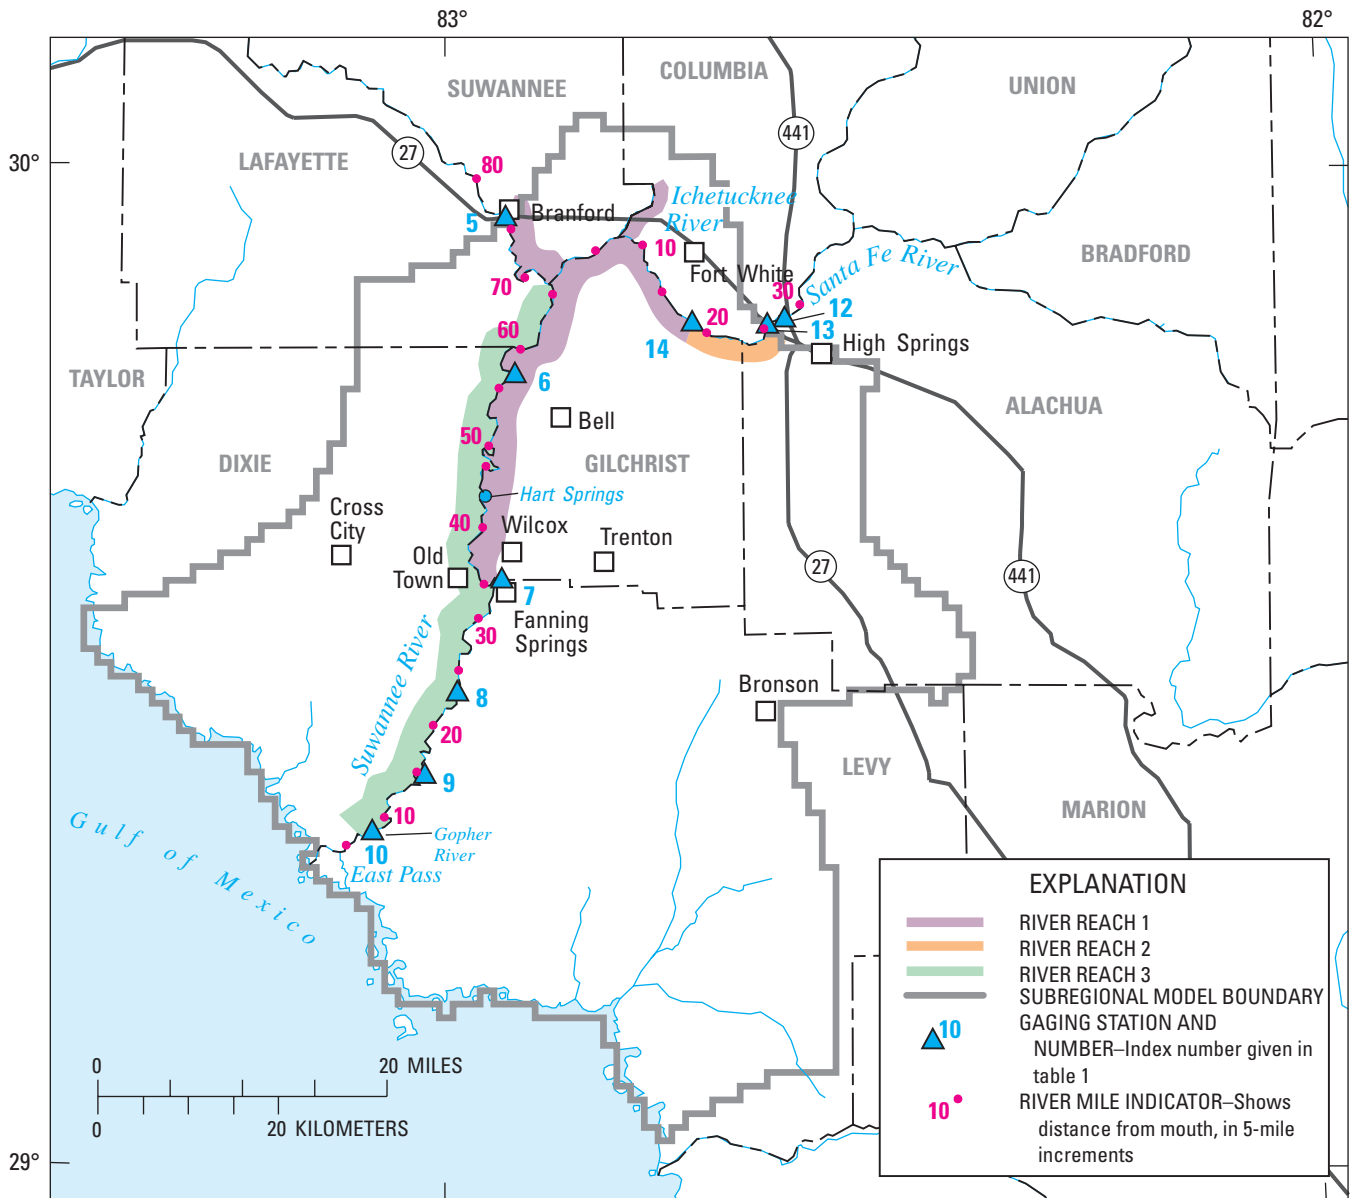 83°
82°
30°
29°
SUWANNEE
COLUMBIA
UNION
441
27
LAFAYETTE
80
Ichetucknee
River
5
Branford
10
BRADFORD
Fort White
Santa Fe River
70
30
12
60
20
13
14
High Springs
TAYLOR
6
ALACHUA
Bell
50
DIXIE
GILCHRIST
Hart Springs
Cross
City
40
Wilcox
Trenton
Old
Town
27
441
7
Fanning
Springs
30
Suwannee River
Bronson
8
20
LEVY
9
MARION
10
Gopher
River
10
East Pass
Gulf of Mexico
EXPLANATION
RIVER REACH 1
RIVER REACH 2
RIVER REACH 3
SUBREGIONAL MODEL BOUNDARY
10
GAGING STATION AND
NUMBER–Index number given in
table 1
10
RIVER MILE INDICATOR–Shows
distance from mouth, in 5-mile
increments
0 20 MILES
0 20 KILOMETERS